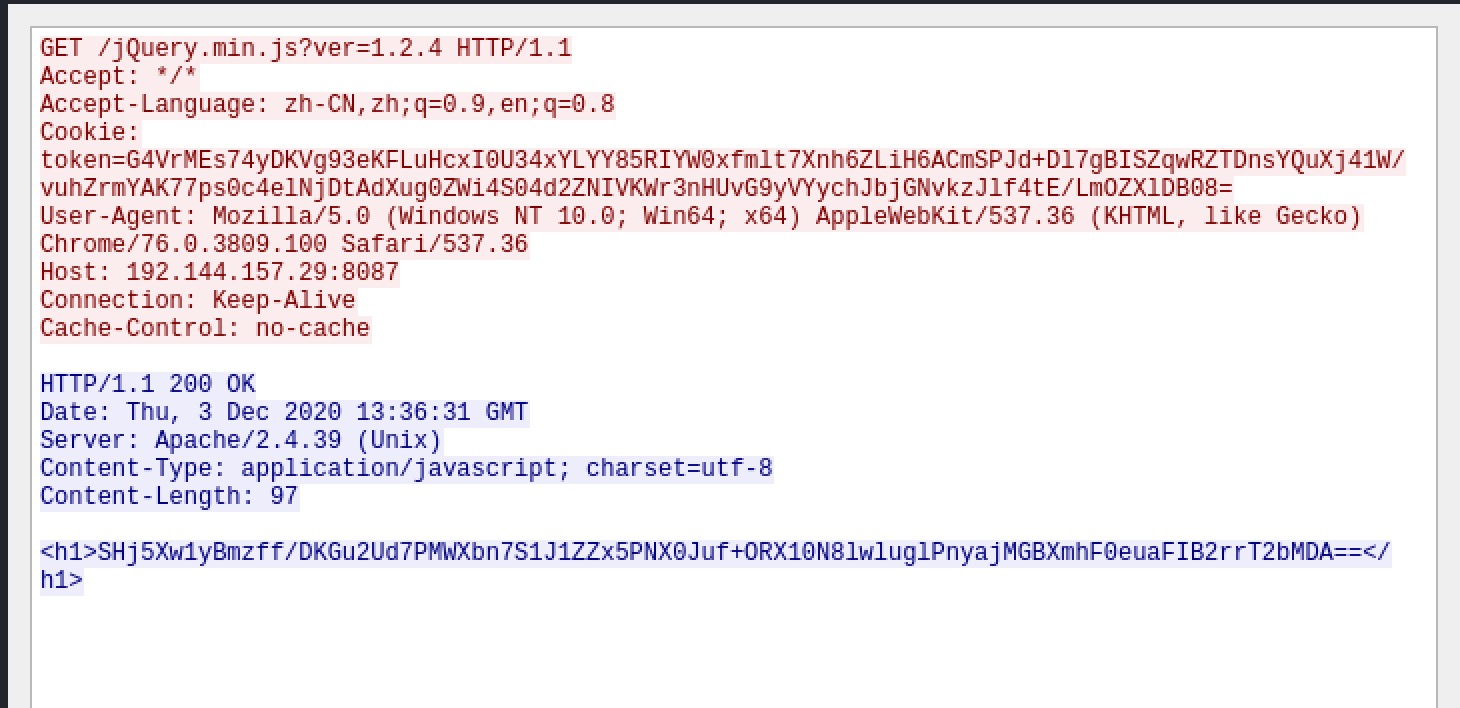 GET /jQuery.min.js?ver=1.2.4 HTTP/1.1
Accept: */*
Accept-Language: zh-CN,zh;q=0.9,en;q=0.8
Cookie:
token=G4VrMEs74yDKVg93eKFLuHcxI0U34xYLYY85RIYW0xfmlt7Xnh6ZLiH6ACmSPJd+Dl7gBISZqwRZTDnsYQuXj41W/
vuhZrmYAK77ps0c4elNjDtAdXug0ZWi4S04d2ZNIVKWr3nHUvG9yVYychJbjGNvkzJlf4tE/LmOZXlDB08=
User-Agent: Mozilla/5.0 (Windows NT 10.0; Win64; x64) AppleWebKit/537.36 (KHTML, like Gecko)
Chrome/76.0.3809.100 Safari/537.36
Host: 192.144.157.29:8087
Connection: Keep-Alive
Cache-Control: no-cache

HTTP/1.1 200 OK
Date: Thu, 3 Dec 2020 13:36:31 GMT
Server: Apache/2.4.39 (Unix)
Content-Type: application/javascript; charset=utf-8
Content-Length: 97

<h1>SHj5Xw1yBmzff/DKGu2Ud7PMWXbn7S1J1ZZx5PNX0Juf+ORX10N8lwluglPnyajMGBXmhF0euaFIB2rrT2bMDA==</
h1>